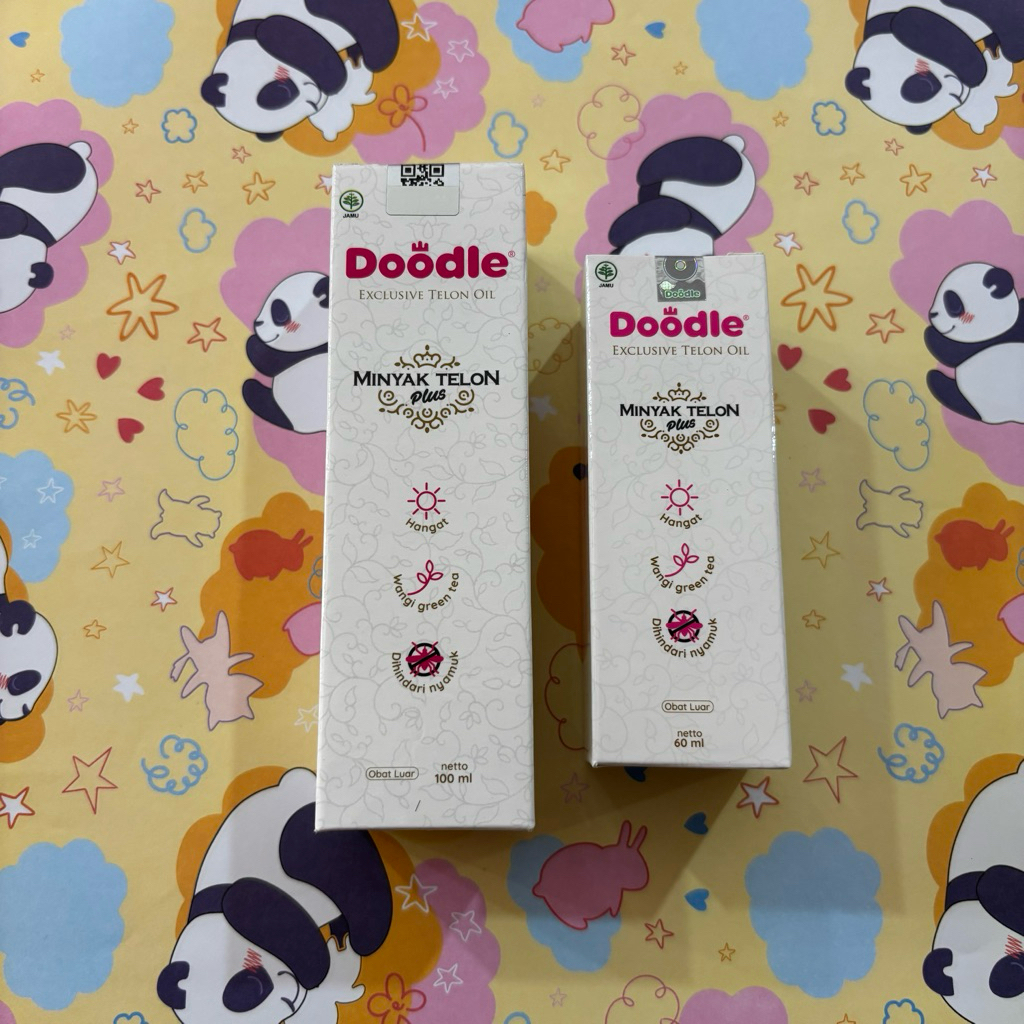 JAMU
Doodle®
EXCLUSIVE TELON OIL
MINYAK TELON
plus
Hangat
Wangi green tea
Dihindari nyamuk
Obat Luar
netto
100 ml
JAMU
Doodle
Doodle®
EXCLUSIVE TELON OIL
MINYAK TELON
plus
Hangat
Wangi green tea
Dihindari nyamuk
Obat Luar
netto
60 ml